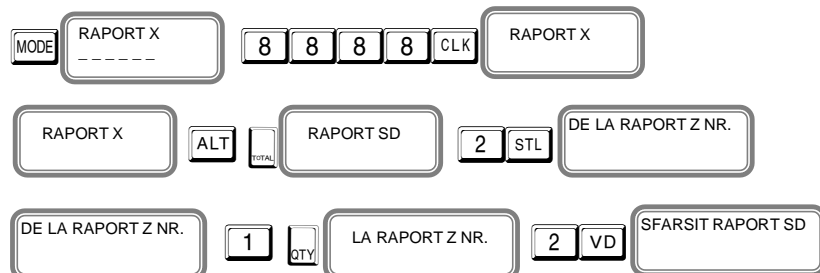 MODE RAPORT X 8 8 8 8 CLK RAPORT X
_ _ _ _ _ _
RAPORT X ALT TOTAL RAPORT SD 2 STL DE LA RAPORT Z NR.
DE LA RAPORT Z NR. 1 QTY LA RAPORT Z NR. 2 VD SFARSIT RAPORT SD